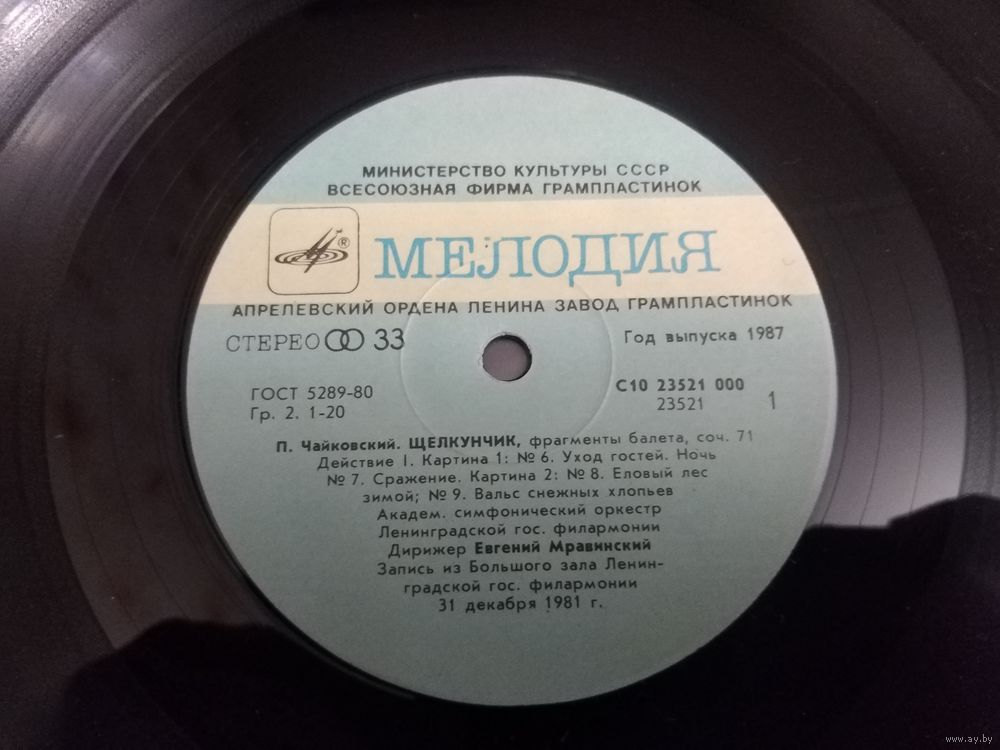 МИНИСТЕРСТВО КУЛЬТУРЫ СССР
ВСЕСОЮЗНАЯ ФИРМА ГРАМПЛАСТИНОК
® МЕЛОДИЯ
АПРЕЛЕВСКИЙ ОРДЕНА ЛЕНИНА ЗАВОД ГРАМПЛАСТИНОК
СТЕРЕО 33
Год выпуска 1987
ГОСТ 5289-80
Гр. 2. 1-20
С10 23521 000
23521
1
П. Чайковский. ЩЕЛКУНЧИК, фрагменты балета, соч. 71
Действие I. Картина 1: № 6. Уход гостей. Ночь
№ 7. Сражение. Картина 2: № 8. Еловый лес
зимой; № 9. Вальс снежных хлопьев
Академ. симфонический оркестр
Ленинградской гос. филармонии
Дирижер Евгений Мравинский
Запись из Большого зала Ленин-
градской гос. филармонии
31 декабря 1981 г.
www.ay.by